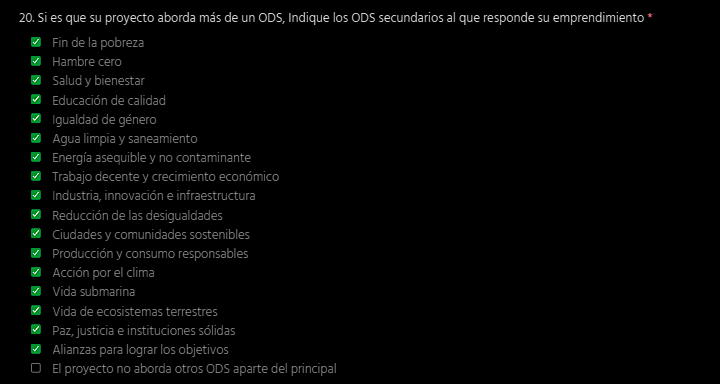 20. Si es que su proyecto aborda más de un ODS, Indique los ODS secundarios al que responde su emprendimiento *
Fin de la pobreza
Hambre cero
Salud y bienestar
Educación de calidad
Igualdad de género
Agua limpia y saneamiento
Energía asequible y no contaminante
Trabajo decente y crecimiento económico
Industria, innovación e infraestructura
Reducción de las desigualdades
Ciudades y comunidades sostenibles
Producción y consumo responsables
Acción por el clima
Vida submarina
Vida de ecosistemas terrestres
Paz, justicia e instituciones sólidas
Alianzas para lograr los objetivos
El proyecto no aborda otros ODS aparte del principal